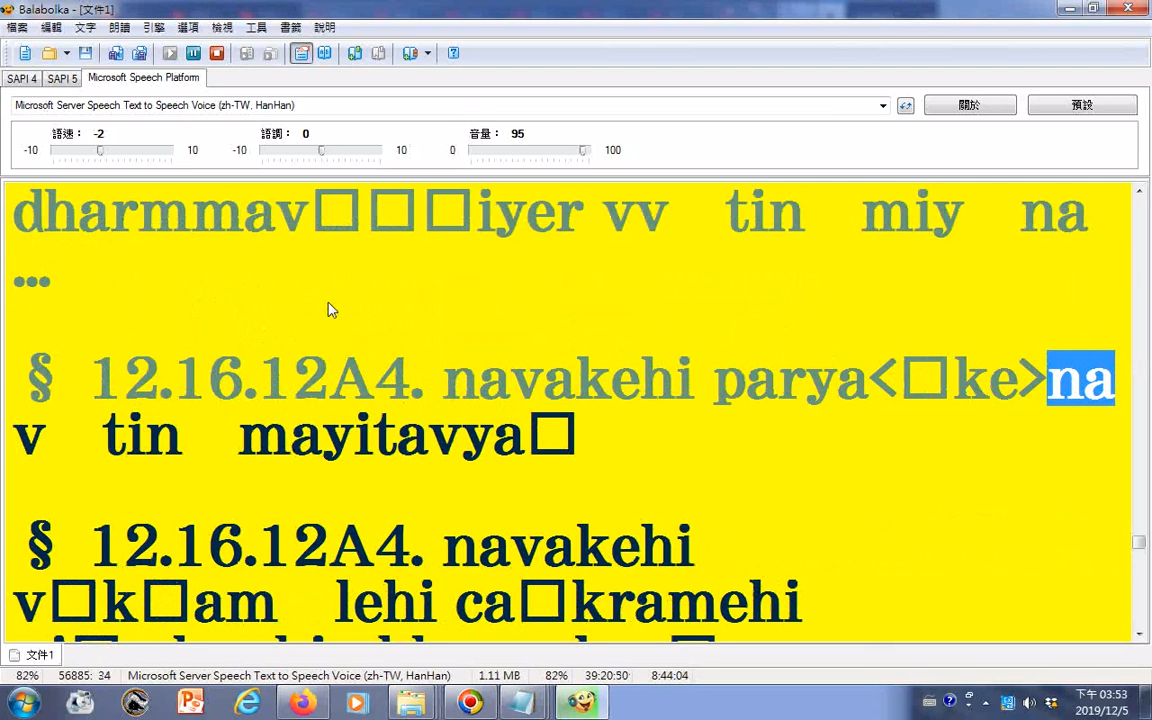 Balabolka - [文件1]
檔案 編輯 文字 朗讀 引擎 選項 檢視 工具 書籤 說明
SAPI 4 SAPI 5 Microsoft Speech Platform
Microsoft Server Speech Text to Speech Voice (zh-TW, HanHan) 關於 預設
語速： -2 語調： 0 音量： 95
-10 10 -10 10 0 100
dharmmav□□□iyer vv tin miy na
...
§ 12.16.12A4. navakehi parya<□ke>na
v tin mayitavya□
§ 12.16.12A4. navakehi
v□k□am lehi ca□kramehi
文件1
82% 56885: 34 Microsoft Server Speech Text to Speech Voice (zh-TW, HanHan) 1.11 MB 82% 39:20:50 8:44:04
下午 03:53
2019/12/5